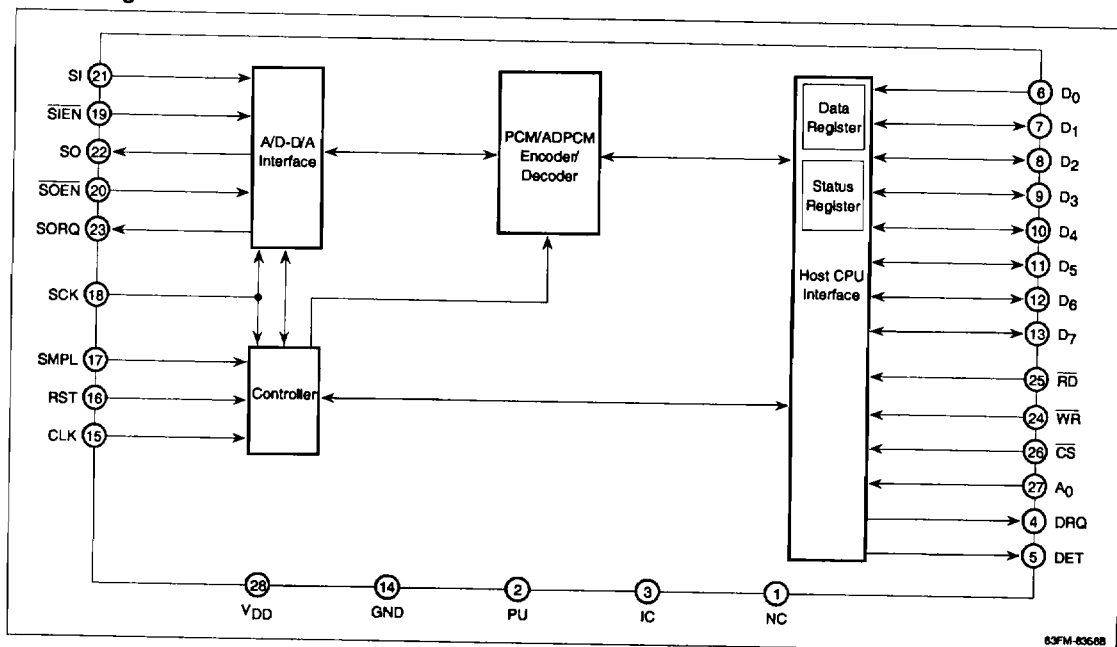 SI 21
SIEN 19
SO 22
SOEN 20
SORQ 23
SCK 18
SMPL 17
RST 16
CLK 15
A/D-D/A
Interface
Controller
PCM/ADPCM
Encoder/
Decoder
Data
Register
Status
Register
Host CPU
Interface
6 D0
7 D1
8 D2
9 D3
10 D4
11 D5
12 D6
13 D7
25 RD
24 WR
26 CS
27 A0
4 DRQ
5 DET
28 14 2 3 1
VDD GND PU IC NC
83FM-8356B